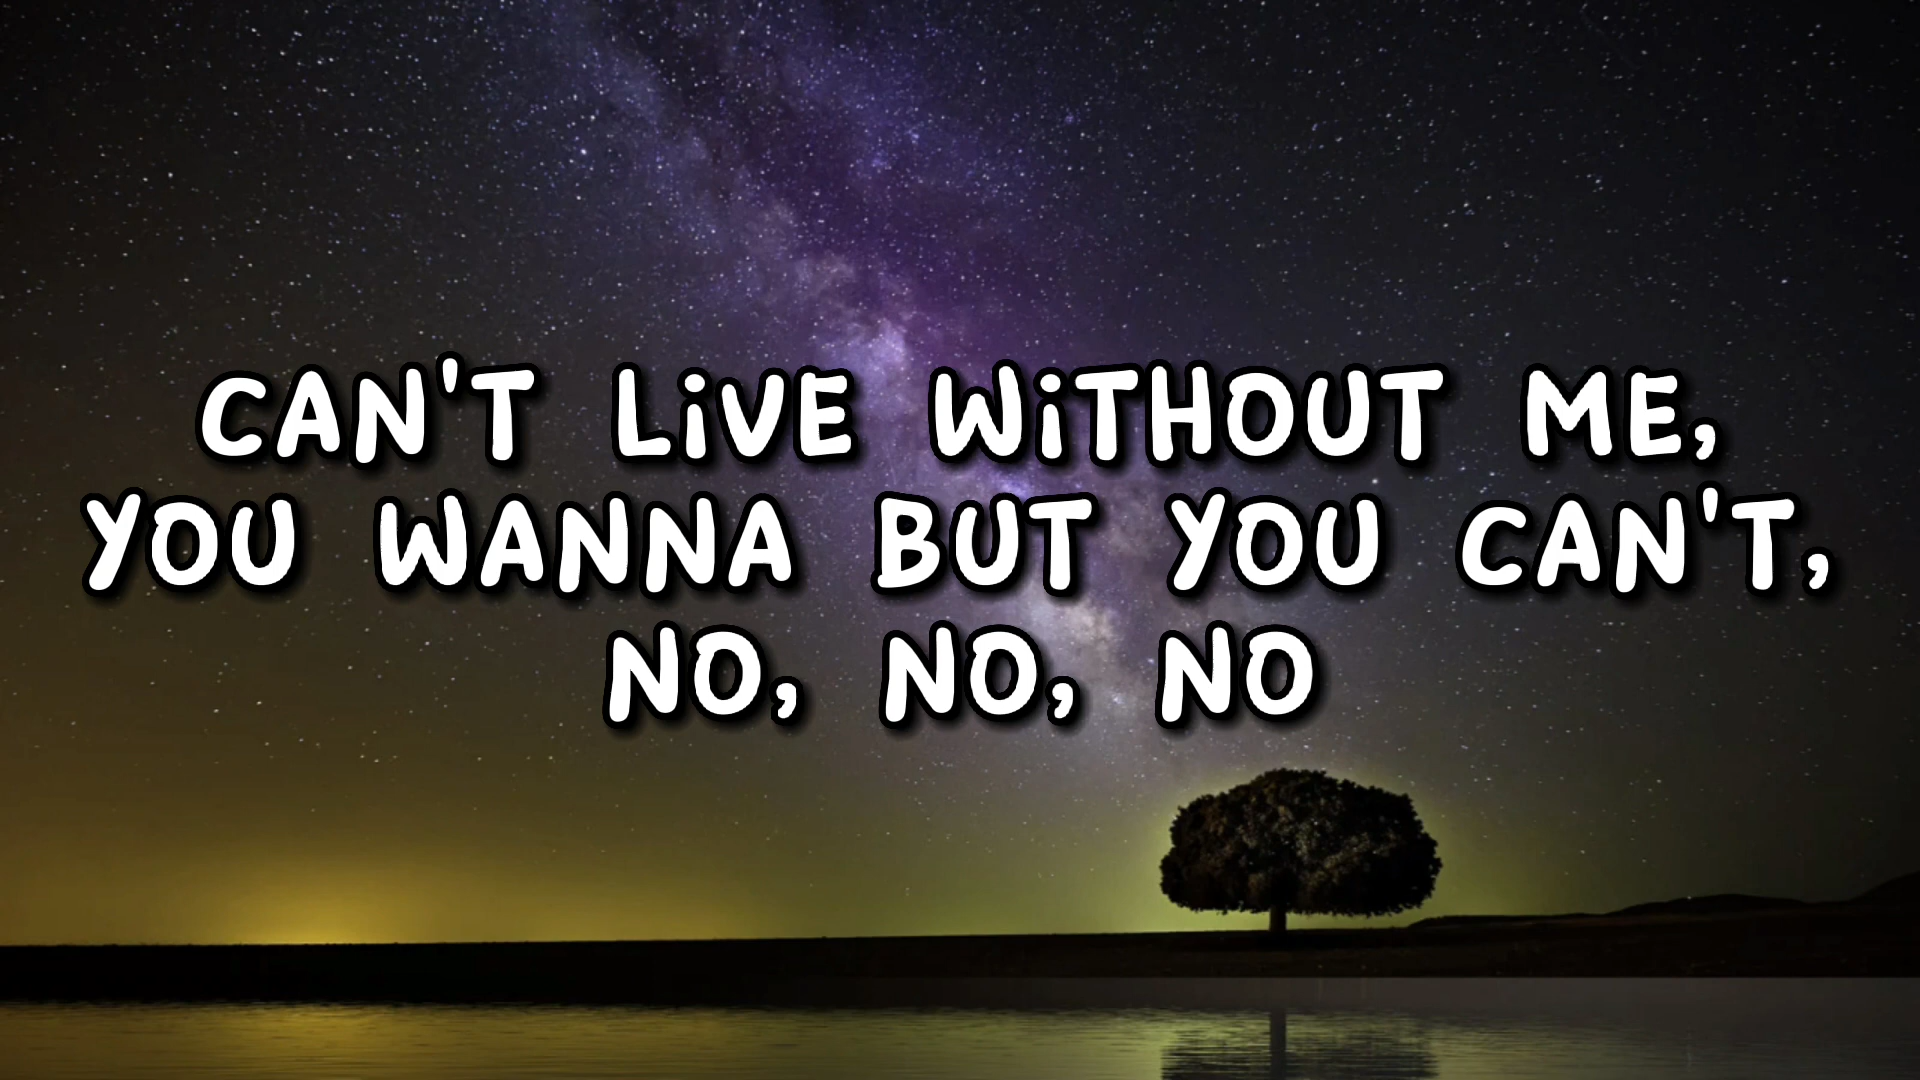 CAN'T LiVE WiTHOUT ME,
YOU WANNA BUT YOU CAN'T,
NO, NO, NO